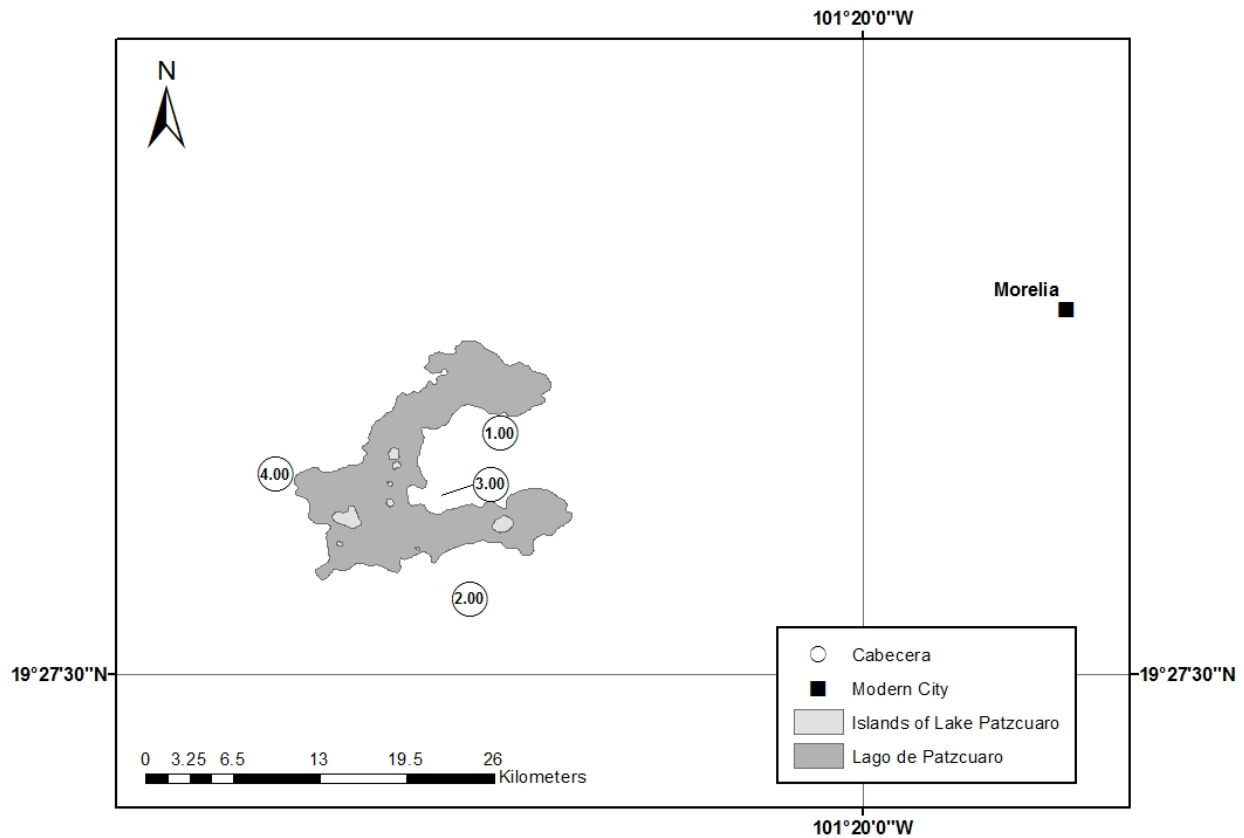 101°20'0"W
N
Morelia
1.00
4.00
3.00
2.00
19°27'30"N
19°27'30"N
Cabecera
Modern City
Islands of Lake Patzcuaro
Lago de Patzcuaro
0 3.25 6.5 13 19.5 26
Kilometers
101°20'0"W